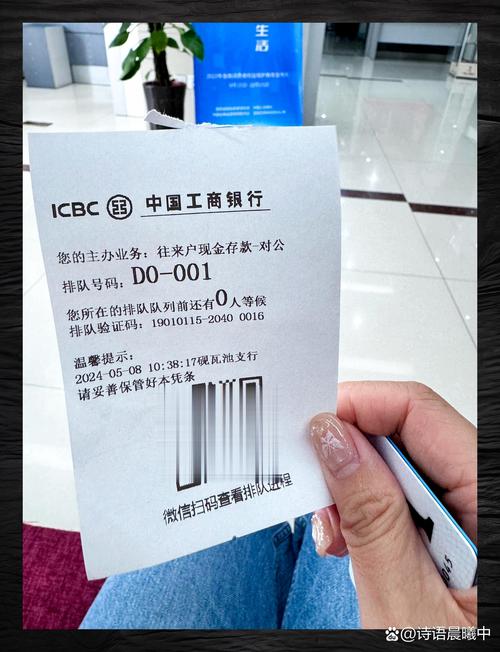 生活
ICBC 中国工商银行
您的主办业务：往来户现金存款-对公
排队号码：D0-001
您所在的排队队列前还有0人等候
排队验证码：19010115-2040 0016
温馨提示：
2024-05-08 10:38:17砚瓦池支行
请妥善保管好本凭条
微信扫码查看排队进程
诗语晨曦中